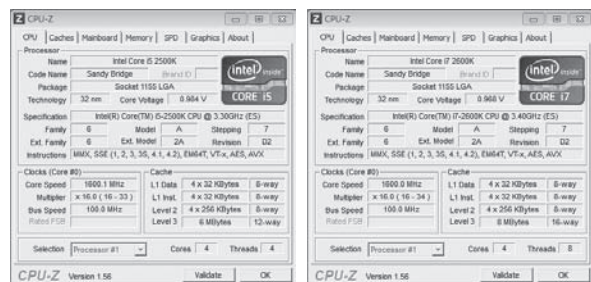 CPU-Z
CPU Caches Mainboard Memory SPD Graphics About
Processor
Name Intel Core i5 2500K
Code Name Sandy Bridge Brand ID
Package Socket 1155 LGA
Technology 32 nm Core Voltage 0.984 V
intel inside
CORE i5
Specification Intel(R) Core(TM) i5-2500K CPU @ 3.30GHz (ES)
Family 6 Model A Stepping 7
Ext. Family 6 Ext. Model 2A Revision D2
Instructions MMX, SSE (1, 2, 3, 3S, 4.1, 4.2), EM64T, VT-x, AES, AVX
Clocks (Core #0)
Core Speed 1600.1 MHz
Multiplier x 16.0 ( 16 - 33 )
Bus Speed 100.0 MHz
Rated FSB
Cache
L1 Data 4 x 32 KBytes 8-way
L1 Inst. 4 x 32 KBytes 8-way
Level 2 4 x 256 KBytes 8-way
Level 3 6 MBytes 12-way
Selection Processor #1 Cores 4 Threads 4
CPU-Z Version 1.56 Validate OK
CPU-Z
CPU Caches Mainboard Memory SPD Graphics About
Processor
Name Intel Core i7 2600K
Code Name Sandy Bridge Brand ID
Package Socket 1155 LGA
Technology 32 nm Core Voltage 0.968 V
intel inside
CORE i7
Specification Intel(R) Core(TM) i7-2600K CPU @ 3.40GHz (ES)
Family 6 Model A Stepping 7
Ext. Family 6 Ext. Model 2A Revision D2
Instructions MMX, SSE (1, 2, 3, 3S, 4.1, 4.2), EM64T, VT-x, AES, AVX
Clocks (Core #0)
Core Speed 1600.0 MHz
Multiplier x 16.0 ( 16 - 34 )
Bus Speed 100.0 MHz
Rated FSB
Cache
L1 Data 4 x 32 KBytes 8-way
L1 Inst. 4 x 32 KBytes 8-way
Level 2 4 x 256 KBytes 8-way
Level 3 8 MBytes 16-way
Selection Processor #1 Cores 4 Threads 8
CPU-Z Version 1.56 Validate OK